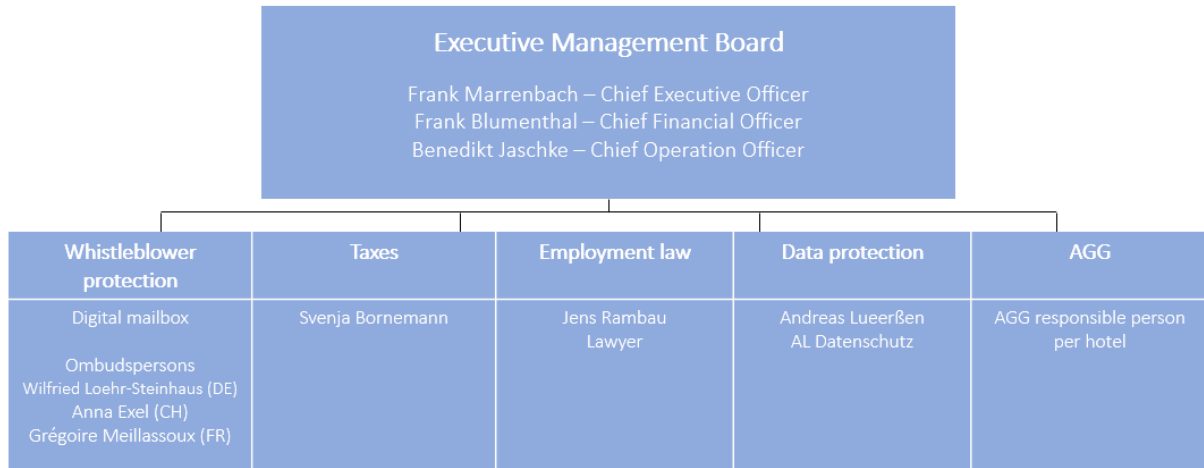 Executive Management Board
Frank Marrenbach – Chief Executive Officer
Frank Blumenthal – Chief Financial Officer
Benedikt Jaschke – Chief Operation Officer
Whistleblower
protection
Taxes
Employment law
Data protection
AGG
Digital mailbox
Ombudspersons
Wilfried Loehr-Steinhaus (DE)
Anna Exel (CH)
Grégoire Meillassoux (FR)
Svenja Bornemann
Jens Rambau
Lawyer
Andreas Lueerßen
AL Datenschutz
AGG responsible person
per hotel